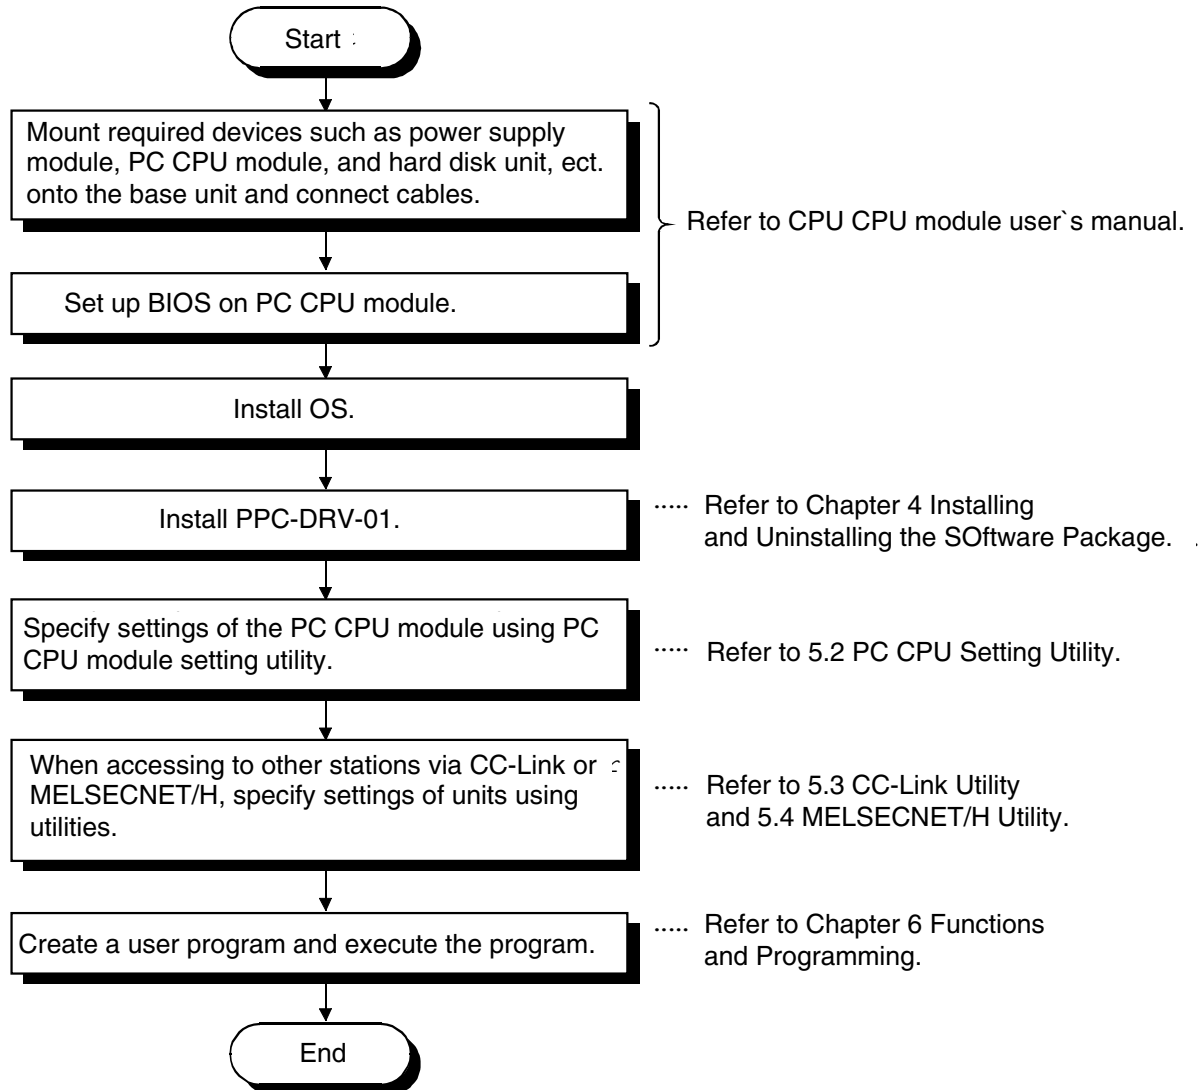 Start
Mount required devices such as power supply
module, PC CPU module, and hard disk unit, ect.
onto the base unit and connect cables.
Refer to CPU CPU module user`s manual.
Set up BIOS on PC CPU module.
Install OS.
Install PPC-DRV-01.
..... Refer to Chapter 4 Installing
and Uninstalling the SOftware Package.
Specify settings of the PC CPU module using PC
CPU module setting utility.
..... Refer to 5.2 PC CPU Setting Utility.
When accessing to other stations via CC-Link or
MELSECNET/H, specify settings of units using
utilities.
..... Refer to 5.3 CC-Link Utility
and 5.4 MELSECNET/H Utility.
Create a user program and execute the program.
..... Refer to Chapter 6 Functions
and Programming.
End